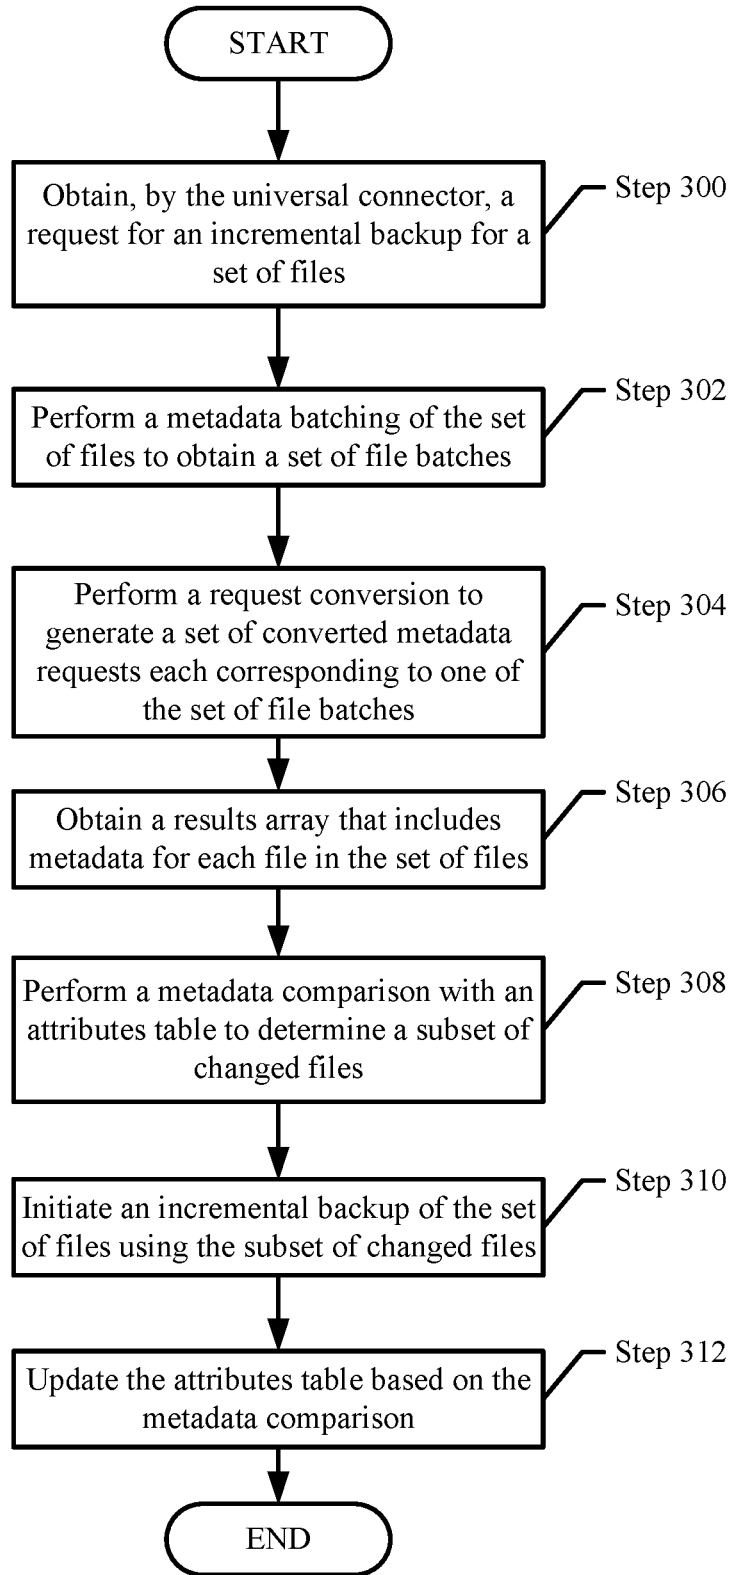 START
Obtain, by the universal connector, a
request for an incremental backup for a
set of files
Step 300
Perform a metadata batching of the set
of files to obtain a set of file batches
Step 302
Perform a request conversion to
generate a set of converted metadata
requests each corresponding to one of
the set of file batches
Step 304
Obtain a results array that includes
metadata for each file in the set of files
Step 306
Perform a metadata comparison with an
attributes table to determine a subset of
changed files
Step 308
Initiate an incremental backup of the set
of files using the subset of changed files
Step 310
Update the attributes table based on the
metadata comparison
Step 312
END